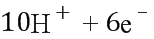 10H⁺ + 6e⁻